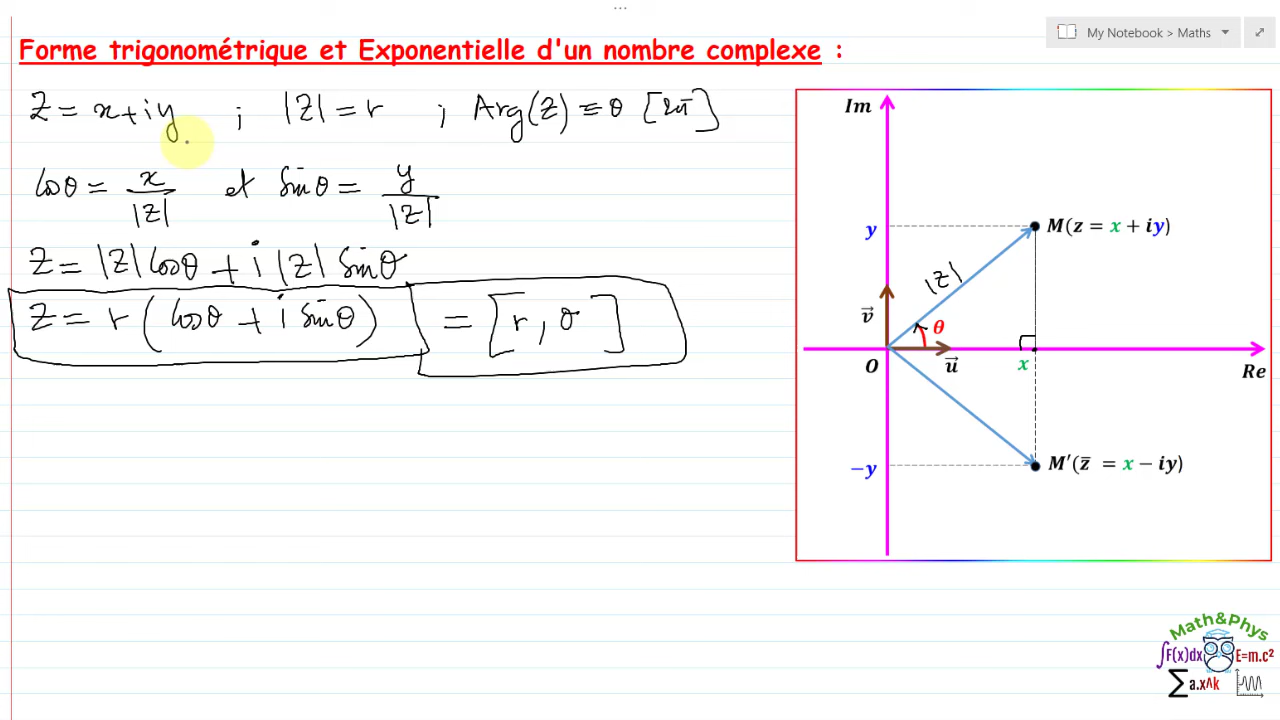 ...
My Notebook > Maths
Forme trigonométrique et Exponentielle d'un nombre complexe :
Z = x+iy ; |Z| = r ; Arg(Z) ≡ θ [2π]
Cosθ = x/|Z| et Sinθ = y/|Z|
Z = |Z| Cosθ + i |Z| Sinθ
Z = r (Cosθ + i Sinθ) = [r, θ]
Im
y
M(z = x + iy)
|Z|
v⃗
θ
O
u⃗
x
Re
−y
M′(z̄ = x − iy)
Math&Phys
∫F(x)dx E=m.c²
∑ a.x^k